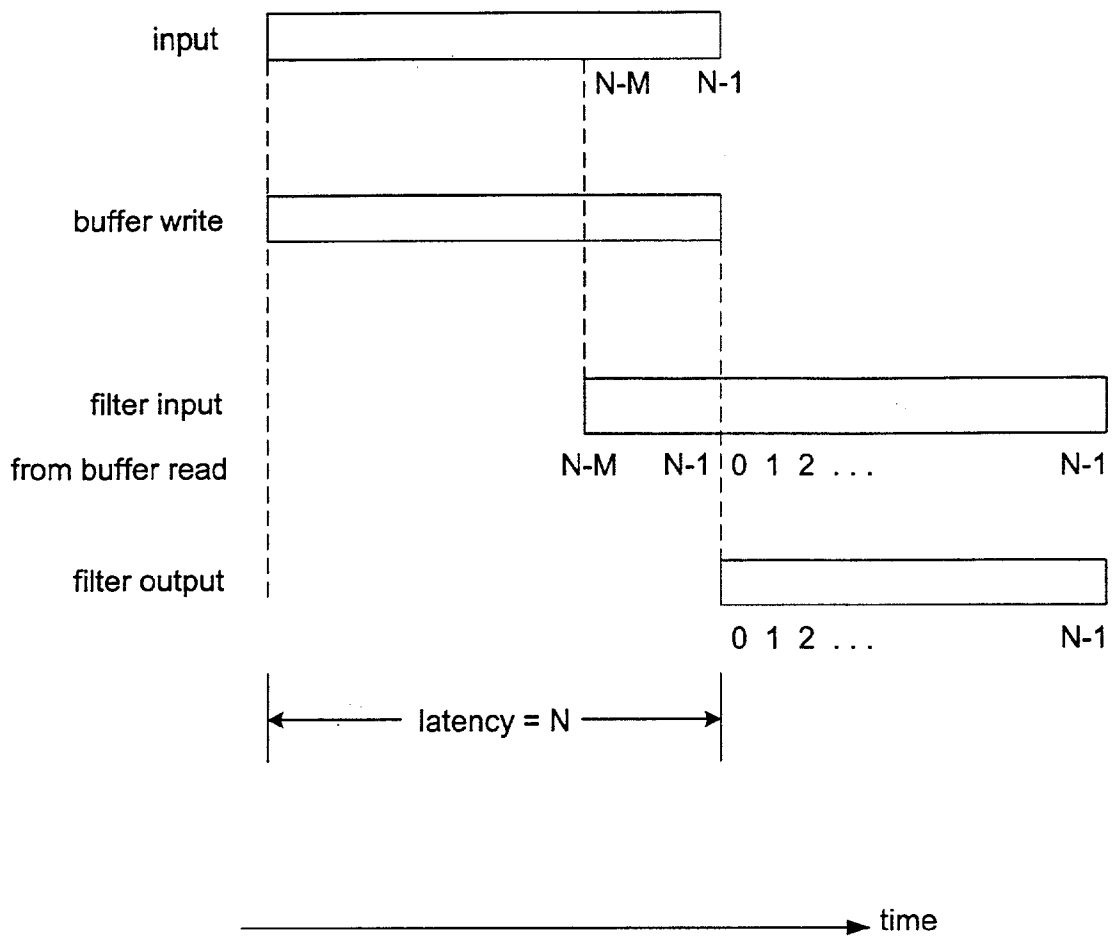 input
N-M N-1
buffer write
filter input
from buffer read
N-M N-1 0 1 2 ... N-1
filter output
0 1 2 ... N-1
latency = N
time